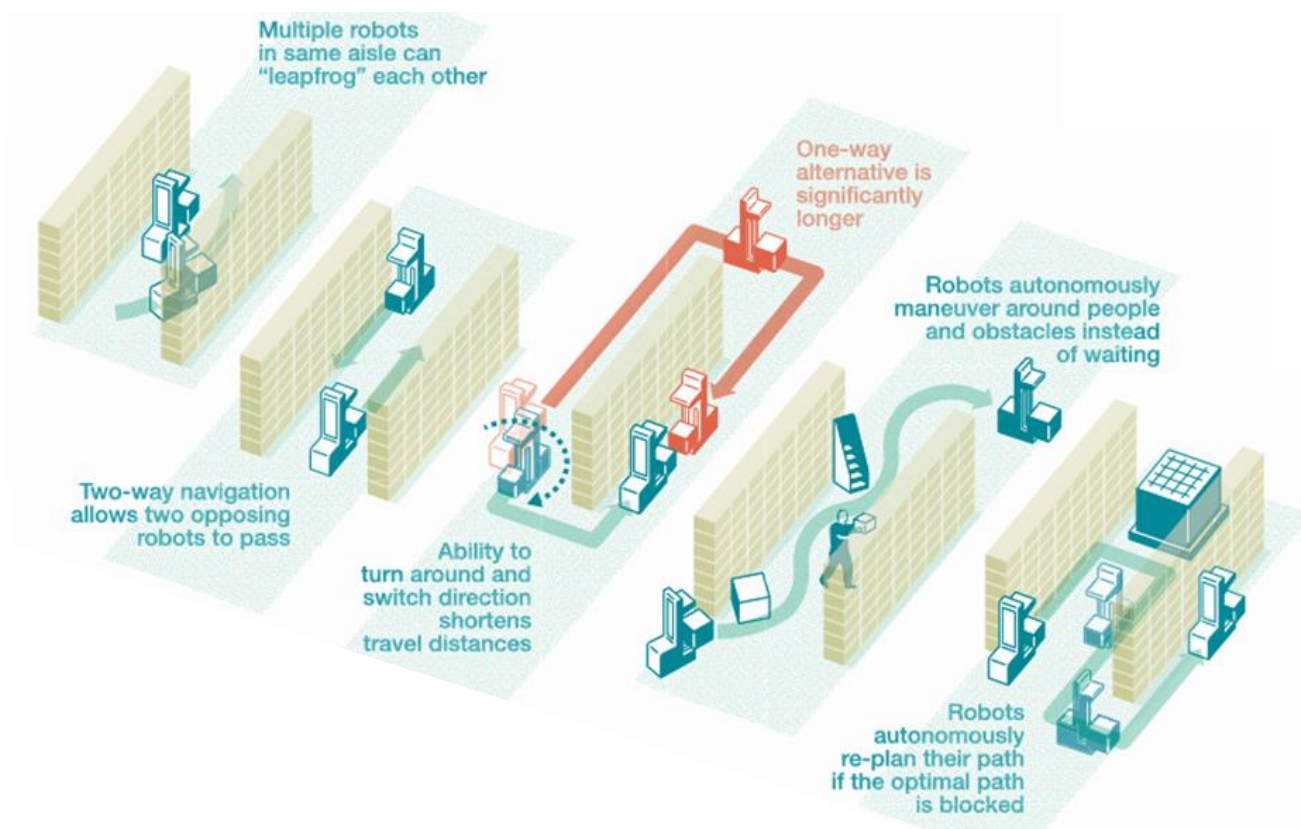 Multiple robots
in same aisle can
“leapfrog” each other
One-way
alternative is
significantly
longer
Robots autonomously
maneuver around people
and obstacles instead
of waiting
Two-way navigation
allows two opposing
robots to pass
Ability to
turn around and
switch direction
shortens
travel distances
Robots
autonomously
re-plan their path
if the optimal path
is blocked